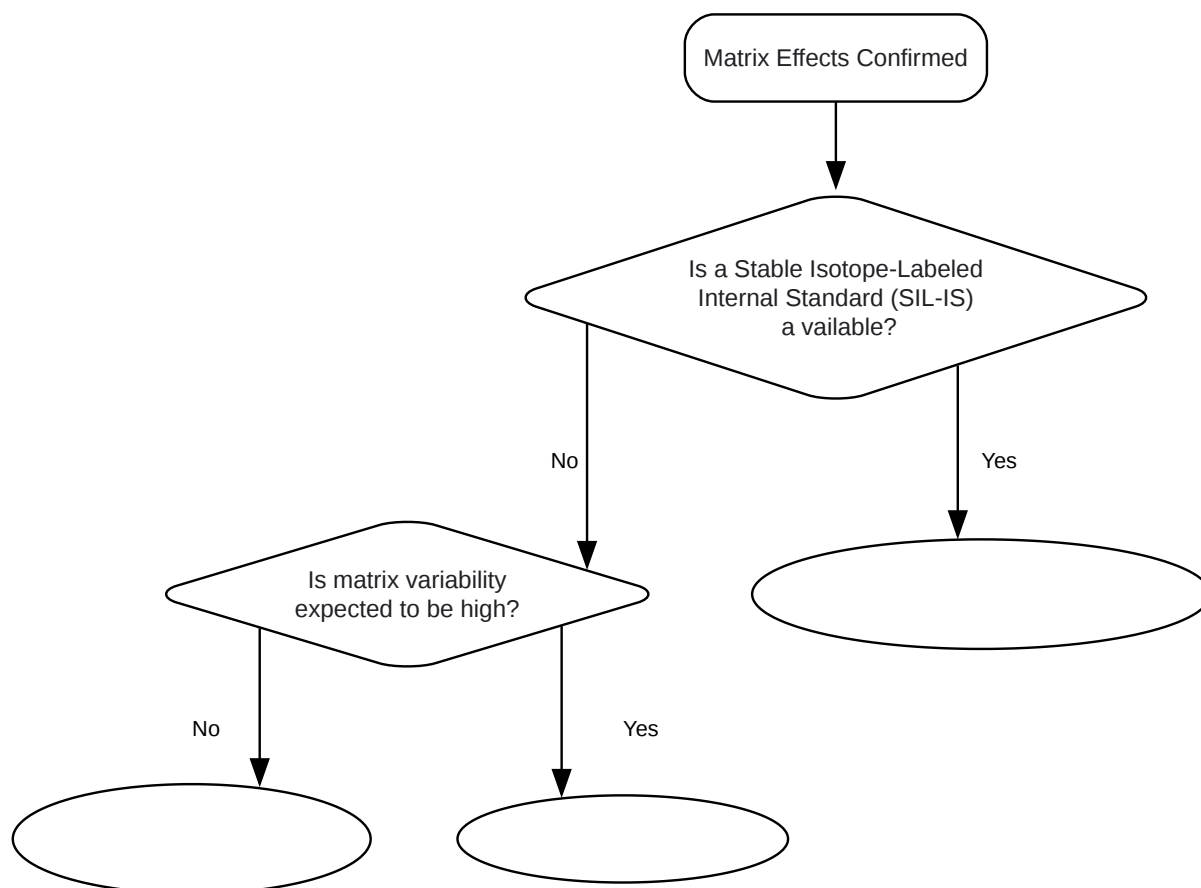 Matrix Effects Confirmed
Is a Stable Isotope-Labeled
Internal Standard (SIL-IS)
a vailable?
No
Yes
Is matrix variability
expected to be high?
No
Yes